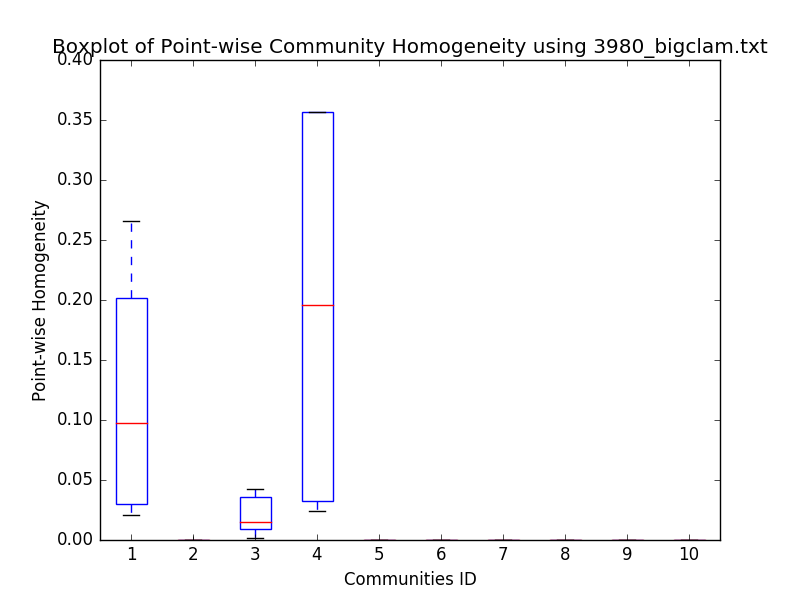 Boxplot of Point-wise Community Homogeneity using 3980_bigclam.txt
0.40
0.35
0.30
0.25
0.20
0.15
0.10
0.05
0.00
Point-wise Homogeneity
1 2 3 4 5 6 7 8 9 10
Communities ID